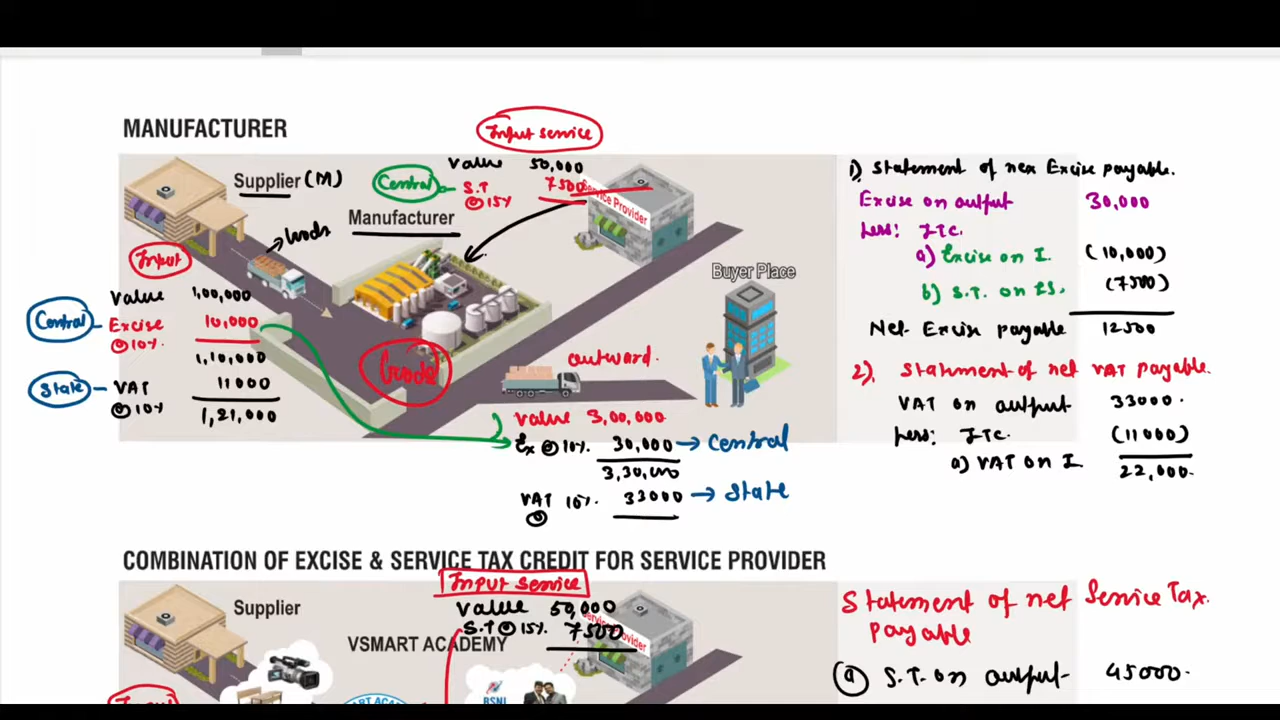 MANUFACTURER
Input service
Supplier (M)
Central
Value 50,000
S.T 7500
@ 15%
Service Provider
Manufacturer
Goods
Input
Value 1,00,000
Central Excise 10,000
@ 10%
1,10,000
State VAT 11000
@ 10%
1,21,000
Goods
Buyer Place
outward.
Value 3,00,000
Ex @ 10% 30,000 → Central
3,30,000
VAT 10% 33000 → State
@
1) Statement of net Excise payable.
Excise on output 30,000
Less: ITC.
a) Excise on I. (10,000)
b) S.T. on IS. (7500)
Net Excise payable 12500
2). Statement of net VAT payable.
VAT on output 33000.
Less: ITC. (11000)
a) VAT on I. 22,000.
COMBINATION OF EXCISE & SERVICE TAX CREDIT FOR SERVICE PROVIDER
Supplier
Input service
Value 50,000
S.T @ 15% 7500
VSMART ACADEMY
BSNL
Statement of net Service Tax.
payable
(a) S.T. on output- 45000.